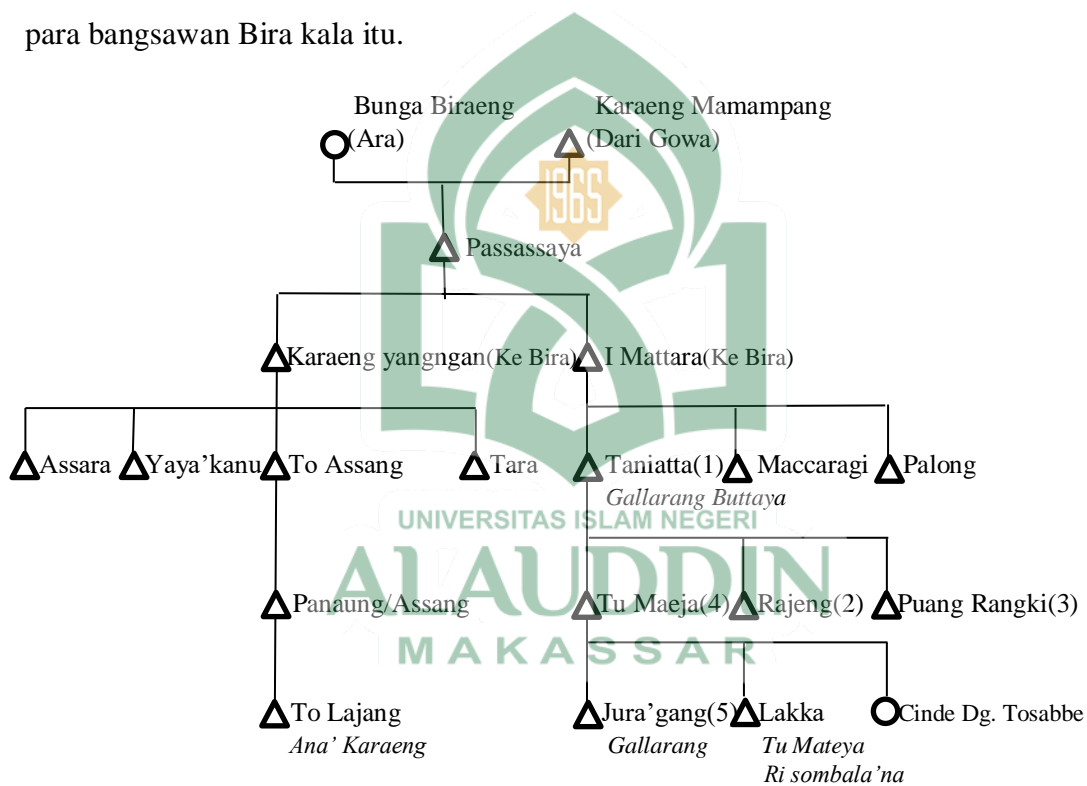 para bangsawan Bira kala itu.
Bunga Biraeng Karaeng Mamampang
(Ara) (Dari Gowa)
1965
Passassaya
Karaeng yangngan(Ke Bira) I Mattara(Ke Bira)
Assara Yaya’kanu To Assang Tara Taniatta(1) Maccaragi Palong
Gallarang Buttaya
UNIVERSITAS ISLAM NEGERI
ALAUDDIN
Panaung/Assang Tu Maeja(4) Rajeng(2) Puang Rangki(3)
MAKASSAR
To Lajang Jura’gang(5) Lakka Cinde Dg. Tosabbe
Ana’ Karaeng Gallarang Tu Mateya
Ri sombala’na